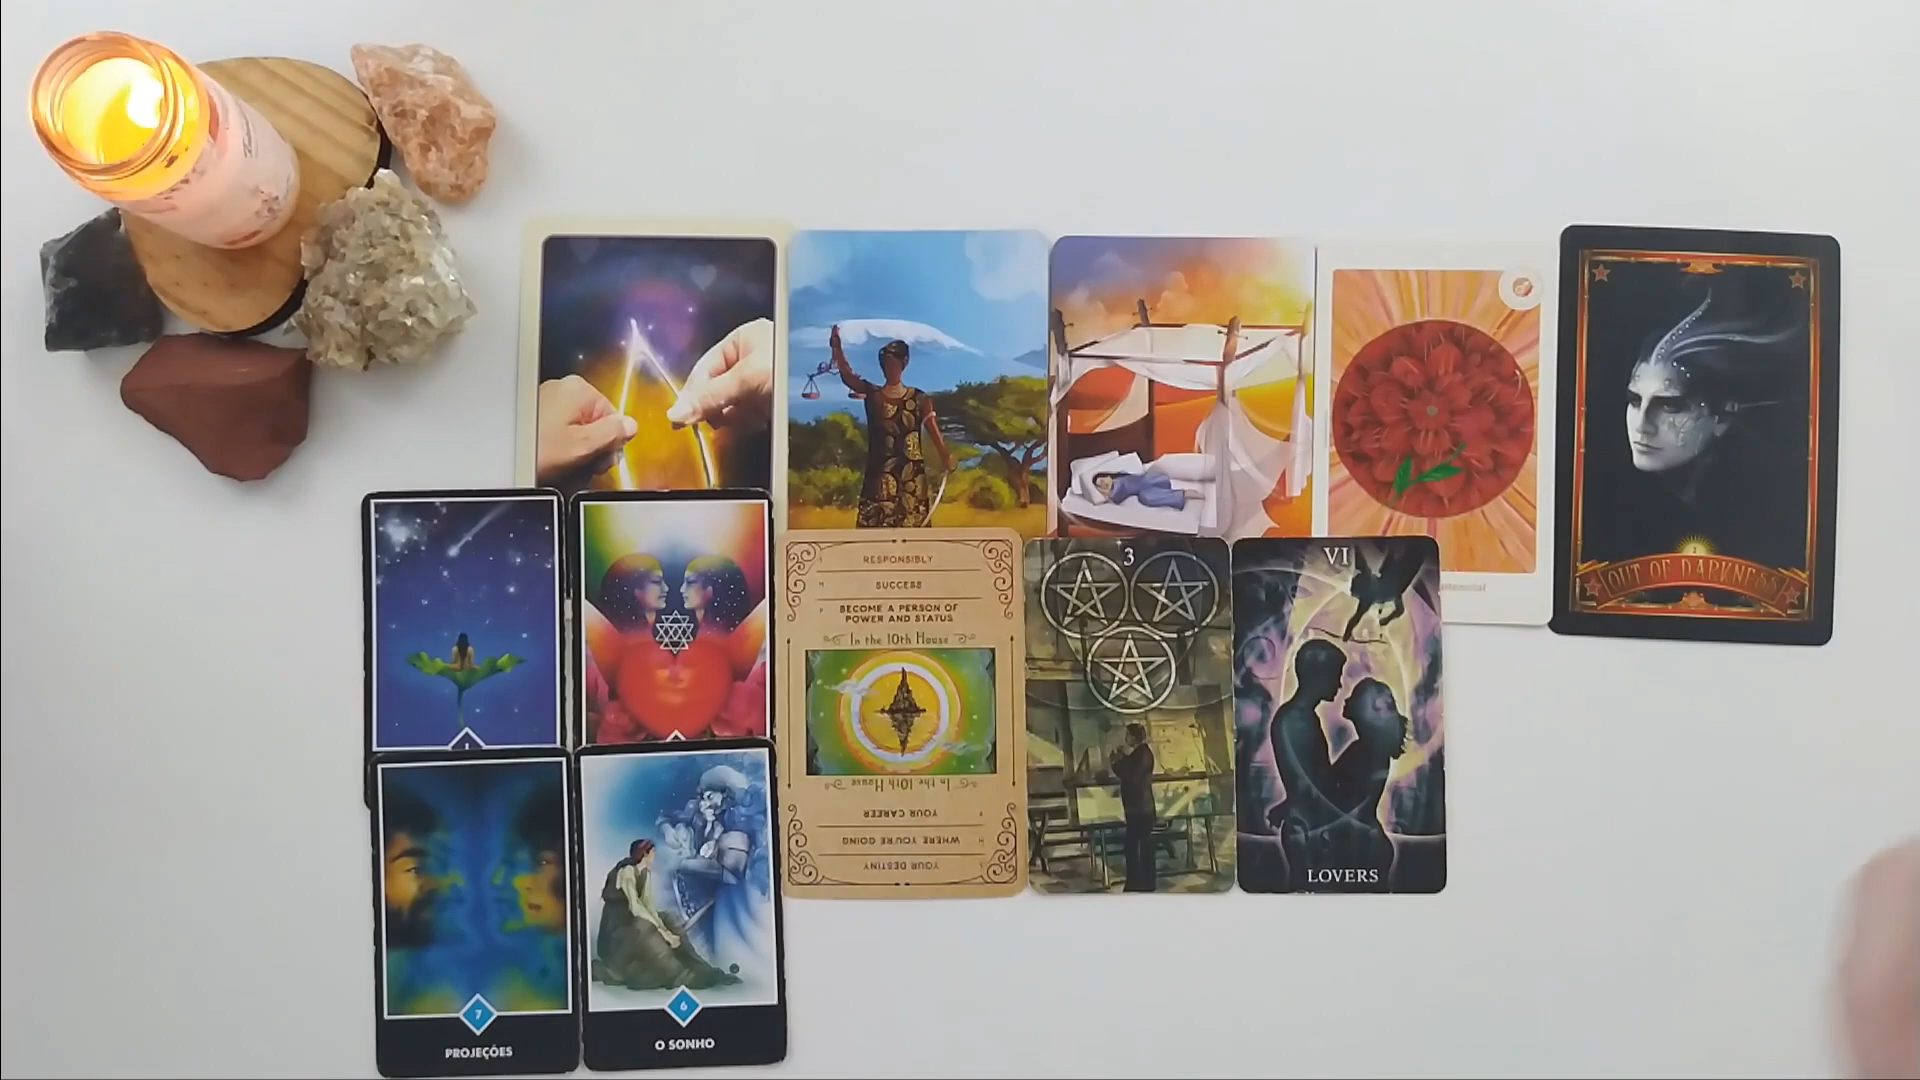 OUT OF DARKNESS
1
RESPONSIBLY
SUCCESS
BECOME A PERSON OF
POWER AND STATUS
In the 10th House
In the 10th House
YOUR CAREER
WHERE YOU'RE GOING
YOUR DESTINY
3
VI
LOVERS
7
PROJEÇÕES
6
O SONHO